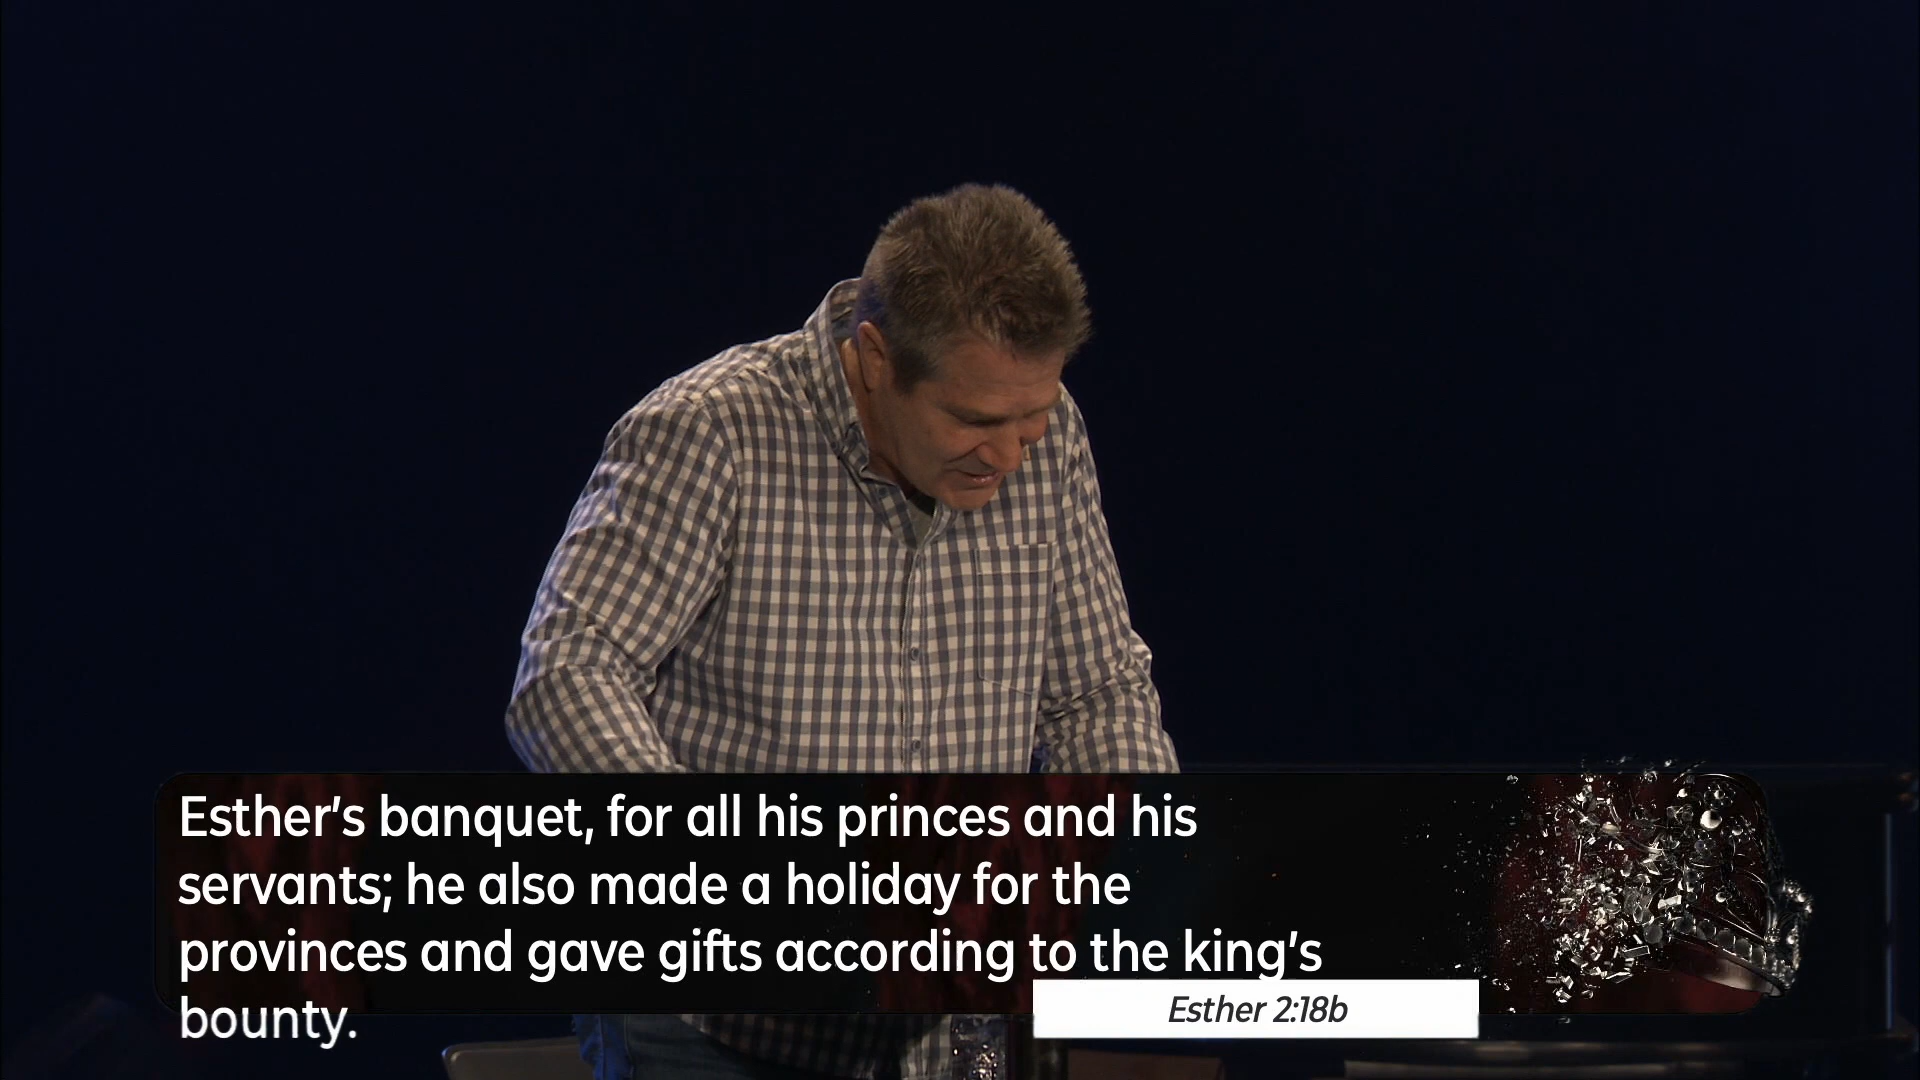 Esther’s banquet, for all his princes and his
servants; he also made a holiday for the
provinces and gave gifts according to the king’s
bounty.
Esther 2:18b